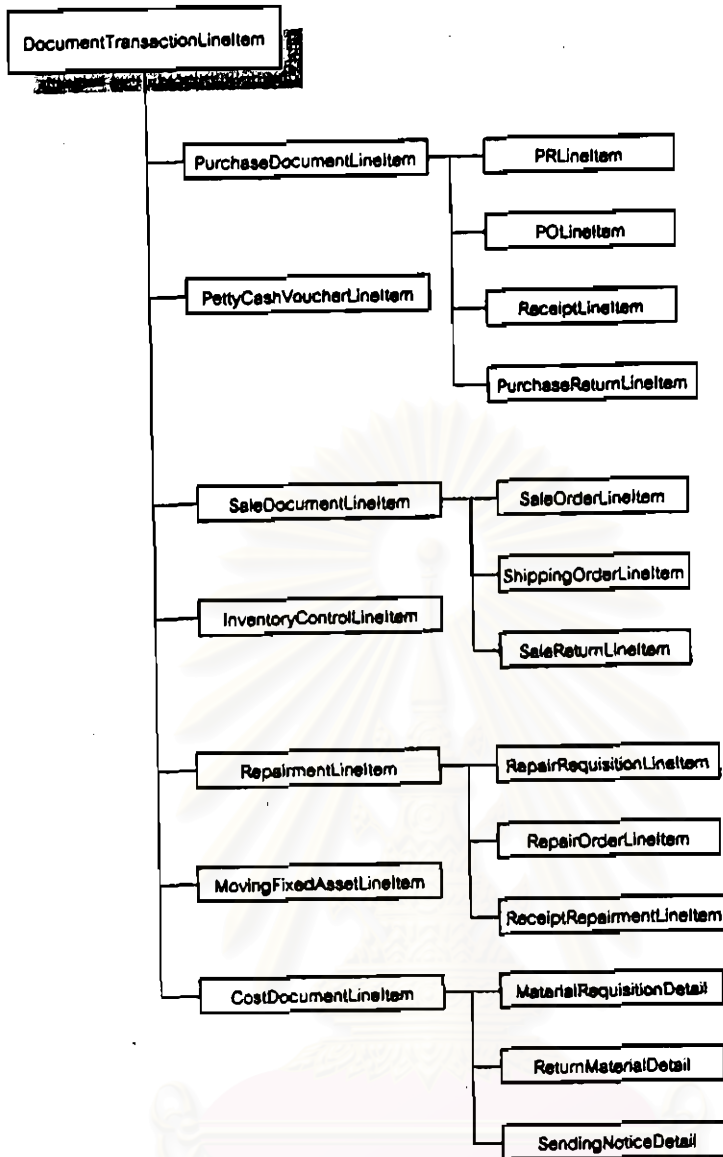 DocumentTransactionLineItem
PurchaseDocumentLineItem
PRLineItem
POLineItem
PettyCashVoucherLineItem
ReceiptLineItem
PurchaseReturnLineItem
SaleDocumentLineItem
SaleOrderLineItem
ShippingOrderLineItem
InventoryControlLineItem
SaleReturnLineItem
RepairmentLineItem
RepairRequisitionLineItem
RepairOrderLineItem
MovingFixedAssetLineItem
ReceiptRepairmentLineItem
CostDocumentLineItem
MaterialRequisitionDetail
ReturnMaterialDetail
SendingNoticeDetail